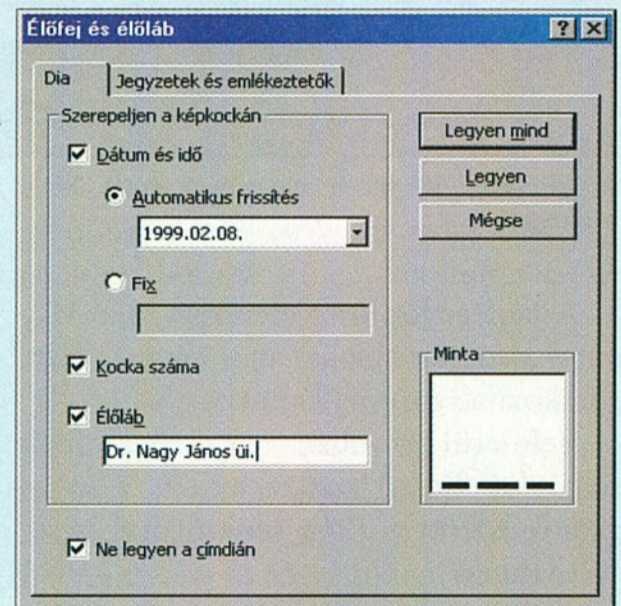 Élőfej és élőláb
Dia
Jegyzetek és emlékeztetők
Szerepeljen a képkockán
Dátum és idő
Automatikus frissítés
1999.02.08.
Fix
Kocka száma
Élőláb
Dr. Nagy János üi.
Ne legyen a címdián
Legyen mind
Legyen
Mégse
Minta